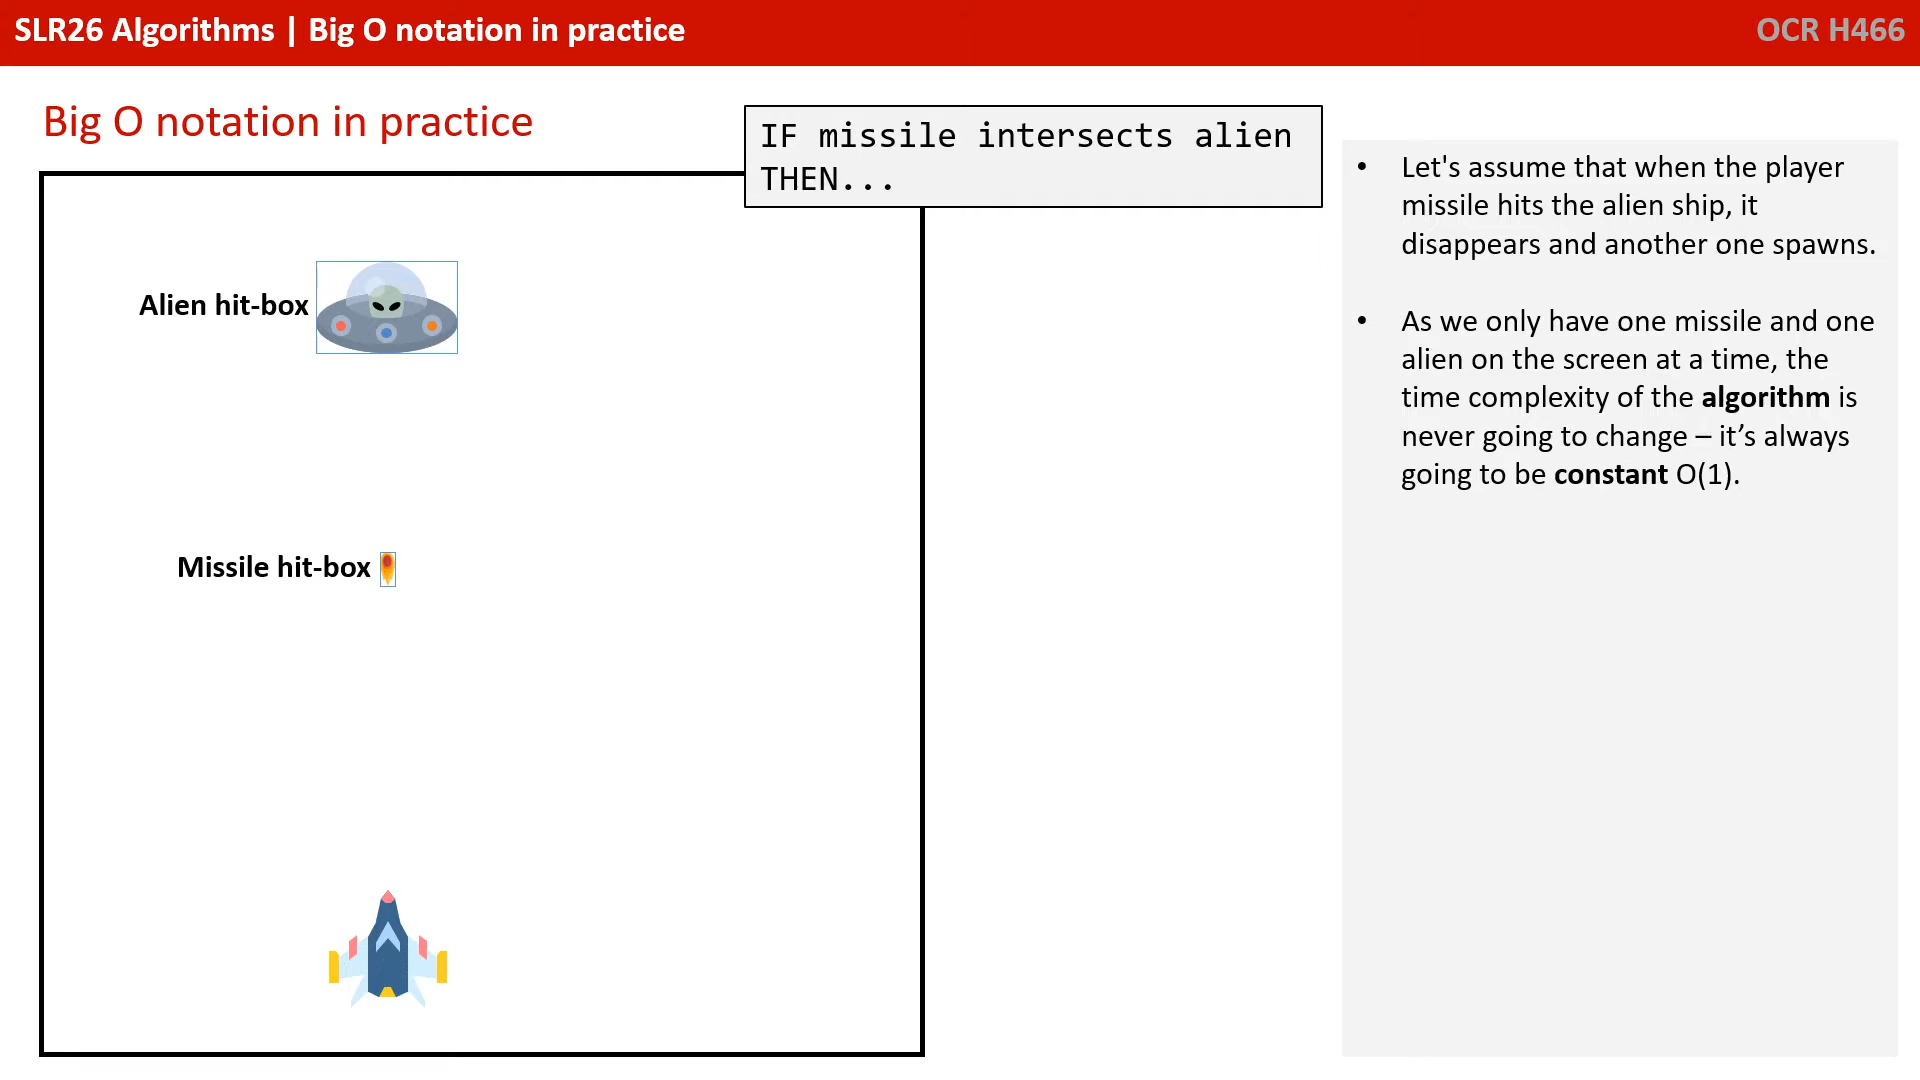 SLR26 Algorithms | Big O notation in practice
OCR H466
Big O notation in practice
IF missile intersects alien
THEN...
Alien hit-box
Missile hit-box
• Let's assume that when the player
missile hits the alien ship, it
disappears and another one spawns.
• As we only have one missile and one
alien on the screen at a time, the
time complexity of the algorithm is
never going to change – it’s always
going to be constant O(1).